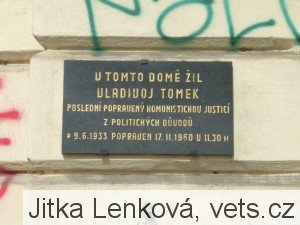 V TOMTO DOMĚ ŽIL
VLADIVOJ TOMEK
POSLEDNÍ POPRAVENÝ KOMUNISTICKOU JUSTICÍ
Z POLITICKÝCH DŮVODŮ
* 9.6.1933 POPRAVEN 17.11.1960 V 11.30 H
Jitka Lenková, vets.cz